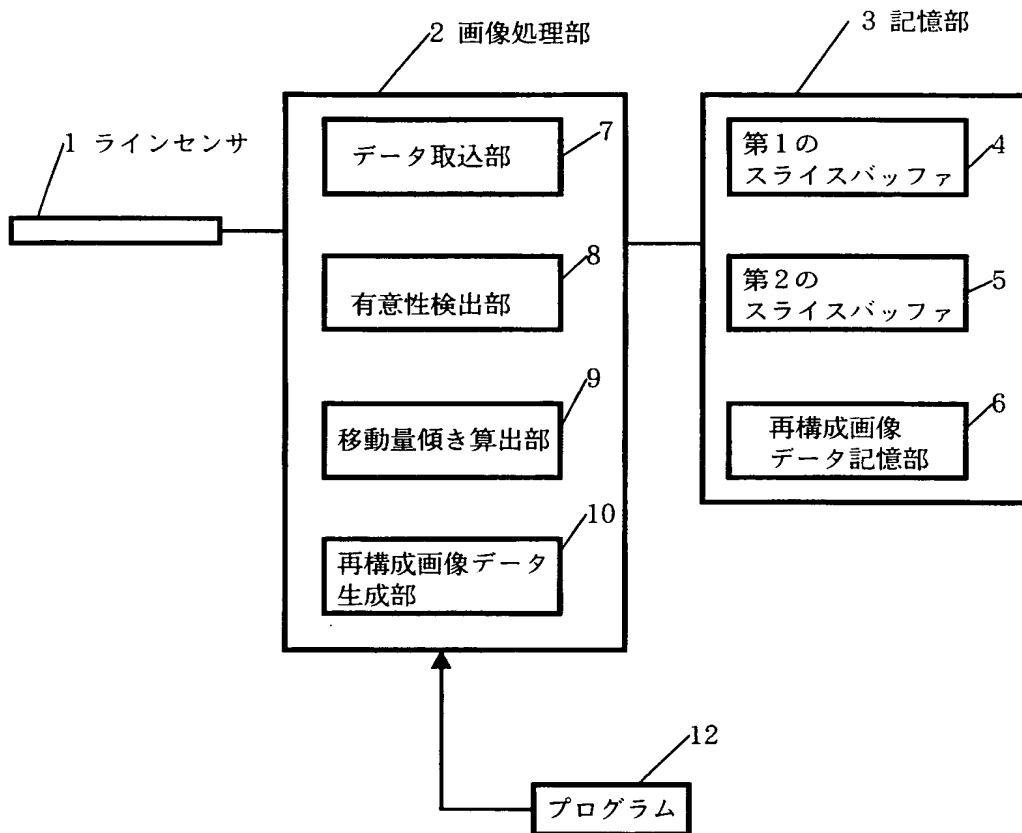 2 画像処理部
3 記憶部
1 ラインセンサ
データ取込部
7
第1の
スライスバッファ
4
有意性検出部
8
第2の
スライスバッファ
5
移動量傾き算出部
9
再構成画像
データ記憶部
6
再構成画像データ
生成部
10
プログラム
12